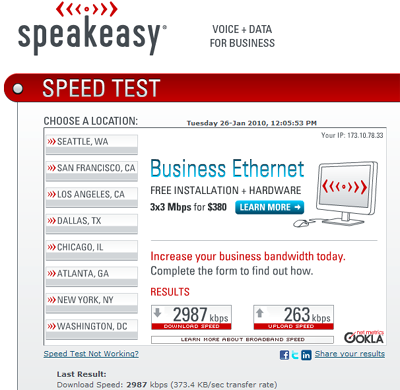 speakeasy®
VOICE + DATA
FOR BUSINESS
SPEED TEST
CHOOSE A LOCATION:
Tuesday 26-Jan 2010, 12:05:53 PM
Your IP: 173.10.78.33
SEATTLE, WA
SAN FRANCISCO, CA
LOS ANGELES, CA
DALLAS, TX
CHICAGO, IL
ATLANTA, GA
NEW YORK, NY
WASHINGTON, DC
Speed Test Not Working?
Business Ethernet
FREE INSTALLATION + HARDWARE
3x3 Mbps for $380 LEARN MORE
Increase your business bandwidth today.
Complete the form to find out how.
RESULTS
2987 kbps
DOWNLOAD SPEED
263 kbps
UPLOAD SPEED
LEARN MORE ABOUT BROADBAND SPEED
net metrics
OOKLA
Share your results
Last Result:
Download Speed: 2987 kbps (373.4 KB/sec transfer rate)